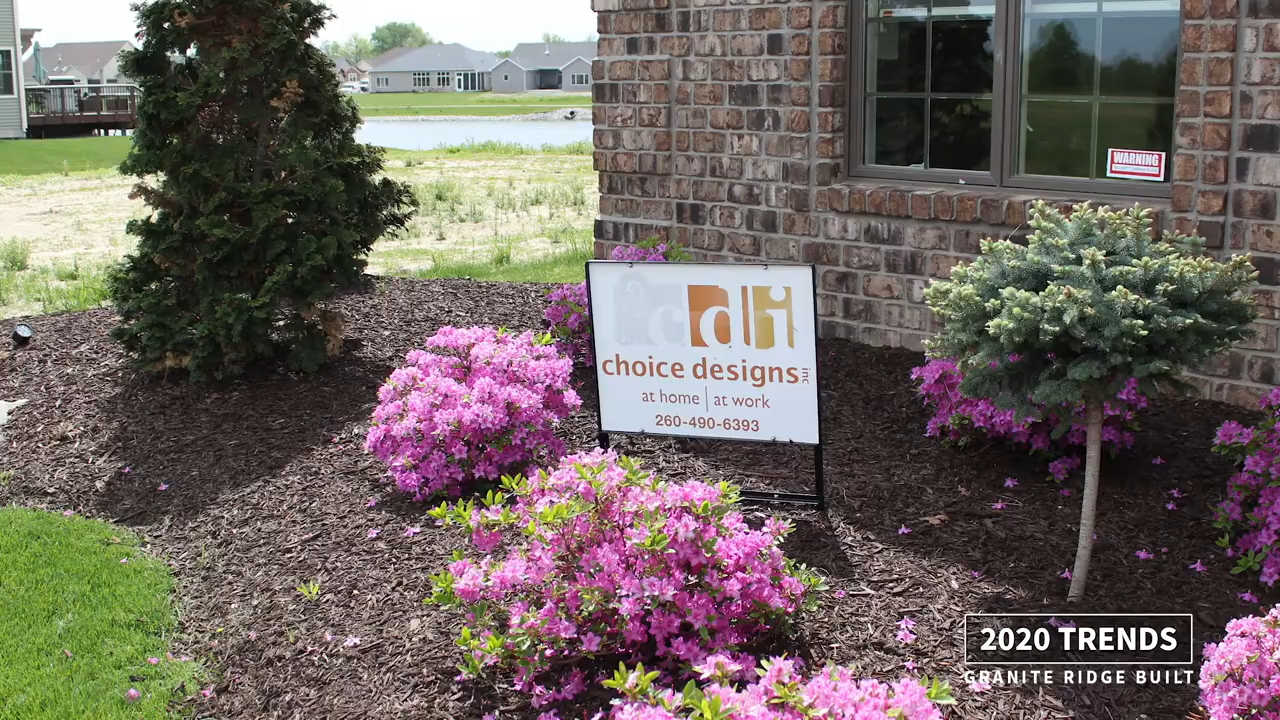 WARNING
cdi
choice designs inc
at home | at work
260-490-6393
2020 TRENDS
GRANITE RIDGE BUILT